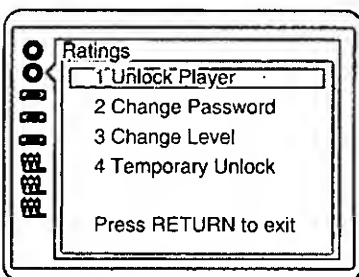 Ratings
1 Unlock Player
2 Change Password
3 Change Level
4 Temporary Unlock
Press RETURN to exit